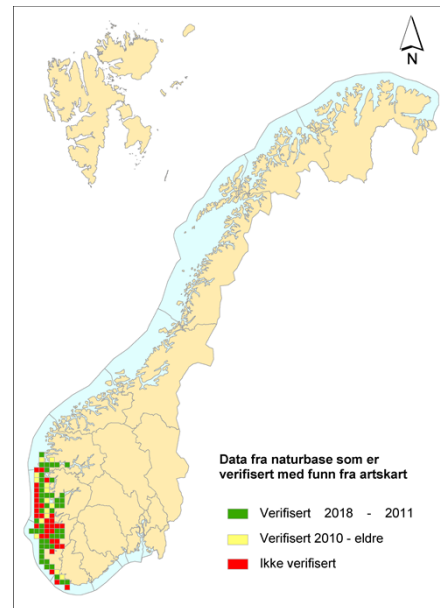 N
Data fra naturbase som er
verifisert med funn fra artskart
Verifisert 2018 - 2011
Verifisert 2010 - eldre
Ikke verifisert